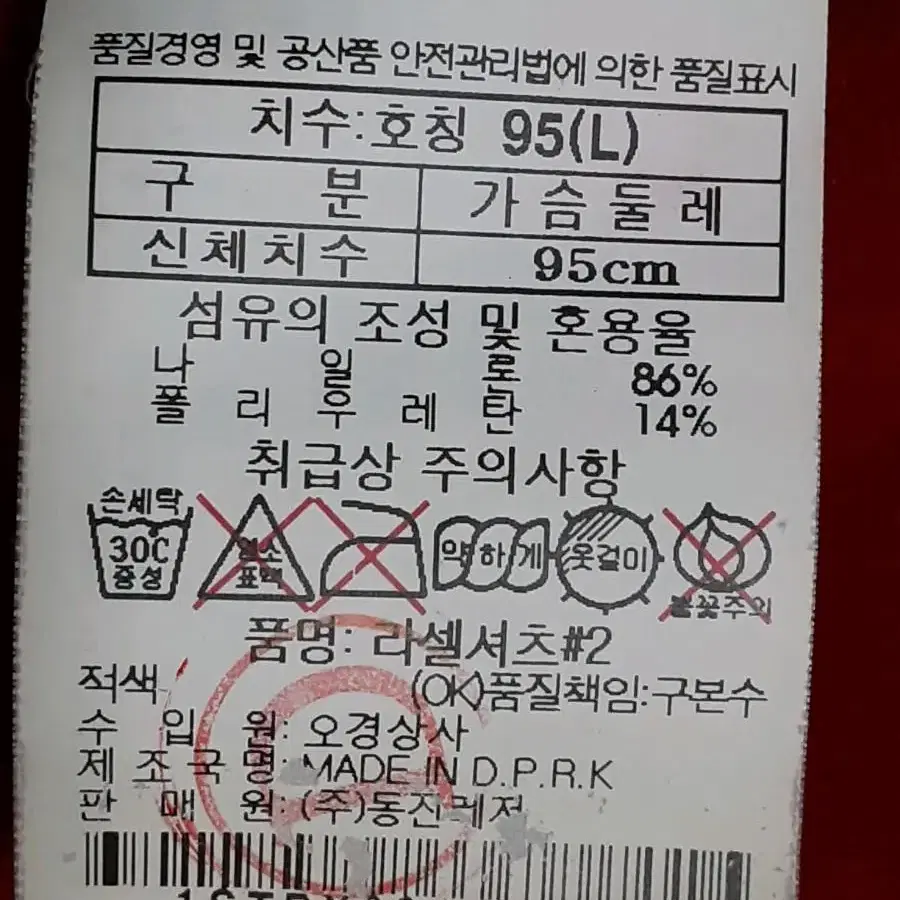 품질경영 및 공산품 안전관리법에 의한 품질표시
치수:호칭 95(L)
구 분 가슴둘레
신체치수 95cm
섬유의 조성 및 혼용율
나 일 론 86%
폴 리 우 레 탄 14%
취급상 주의사항
손세탁
30C
중성
염소
표백
약하게
옷걸이
불꽃주의
품명: 라셀셔츠#2
적색 (OK)품질책임:구본수
수 입 원: 오경상사
제 조 국 명: MADE IN D.P.R.K
판 매 원: (주)동진레저